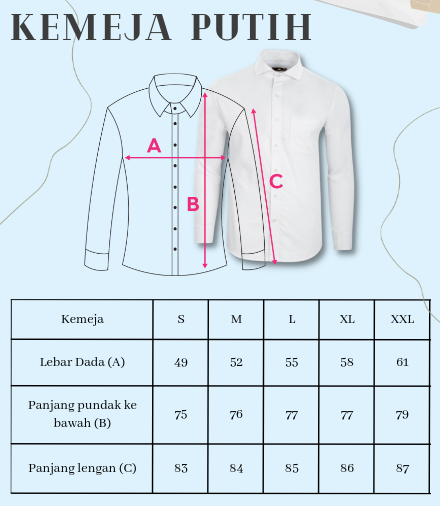 KEMEJA PUTIH
A
B
C
Kemeja S M L XL XXL
Lebar Dada (A) 49 52 55 58 61
Panjang pundak ke
bawah (B) 75 76 77 77 79
Panjang lengan (C) 83 84 85 86 87